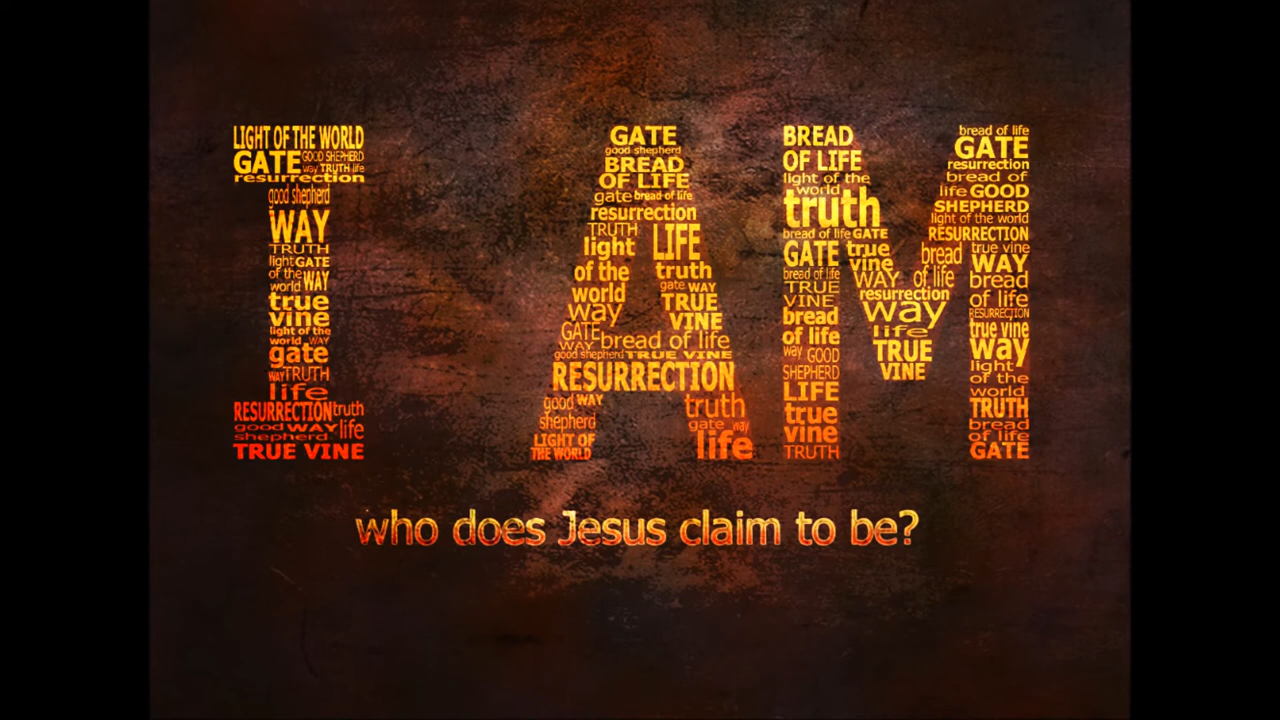 LIGHT OF THE WORLD
GATE GOOD SHEPHERD
way TRUTH life
resurrection
good shepherd
WAY
TRUTH
light GATE
of the WAY
world
true
vine
light of the
world WAY
gate
WAY TRUTH
life
RESURRECTION truth
good WAY life
shepherd
TRUE VINE
GATE
good shepherd
BREAD
OF LIFE
gate bread of life
resurrection
TRUTH LIFE
light
of the truth
world gate WAY
way TRUE
VINE
GATE bread of life
WAY
good shepherd TRUE VINE
RESURRECTION
good WAY truth
shepherd gate way
LIGHT OF life
THE WORLD
BREAD
OF LIFE
light of the
world
truth
bread of life GATE
GATE true
vine
bread of life WAY
TRUE
VINE
bread
of life
way GOOD
SHEPHERD
LIFE
true
vine
TRUTH
bread of life
resurrection
way
life
TRUE
VINE
bread of life
GATE
resurrection
bread of
life GOOD
SHEPHERD
light of the world
RESURRECTION
true vine
WAY
bread
of life
RESURRECTION
true vine
way
light
of the
world
TRUTH
bread
of life
GATE
who does Jesus claim to be?